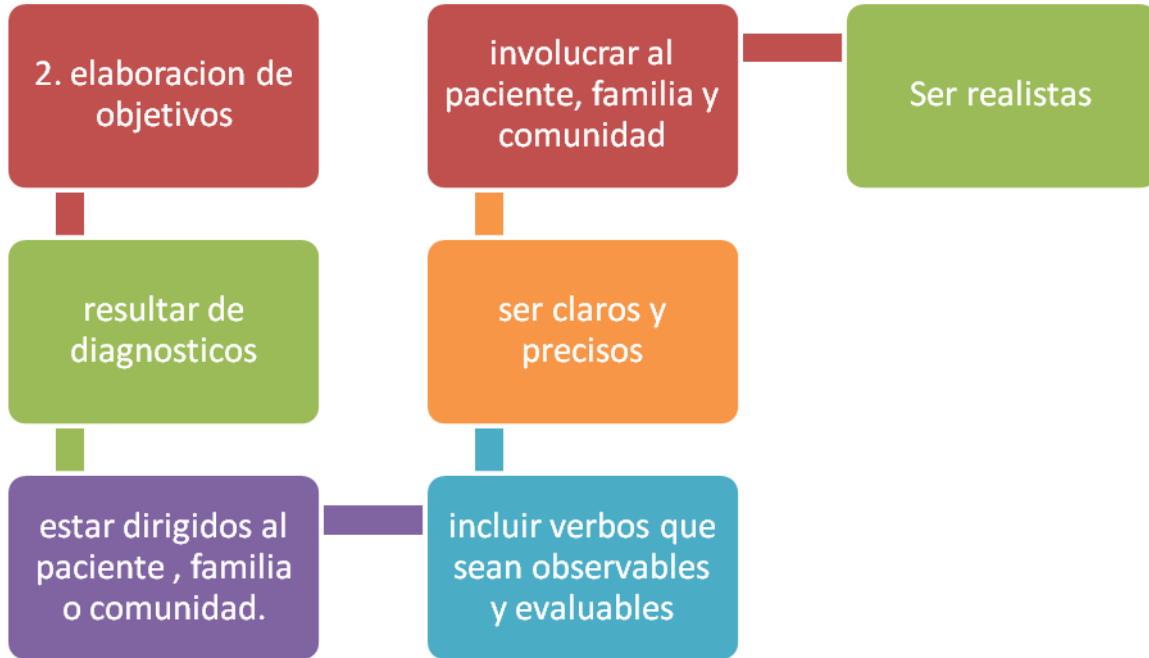 2. elaboracion de
objetivos
resultar de
diagnosticos
estar dirigidos al
paciente , familia
o comunidad.
incluir verbos que
sean observables
y evaluables
ser claros y
precisos
involucrar al
paciente, familia y
comunidad
Ser realistas